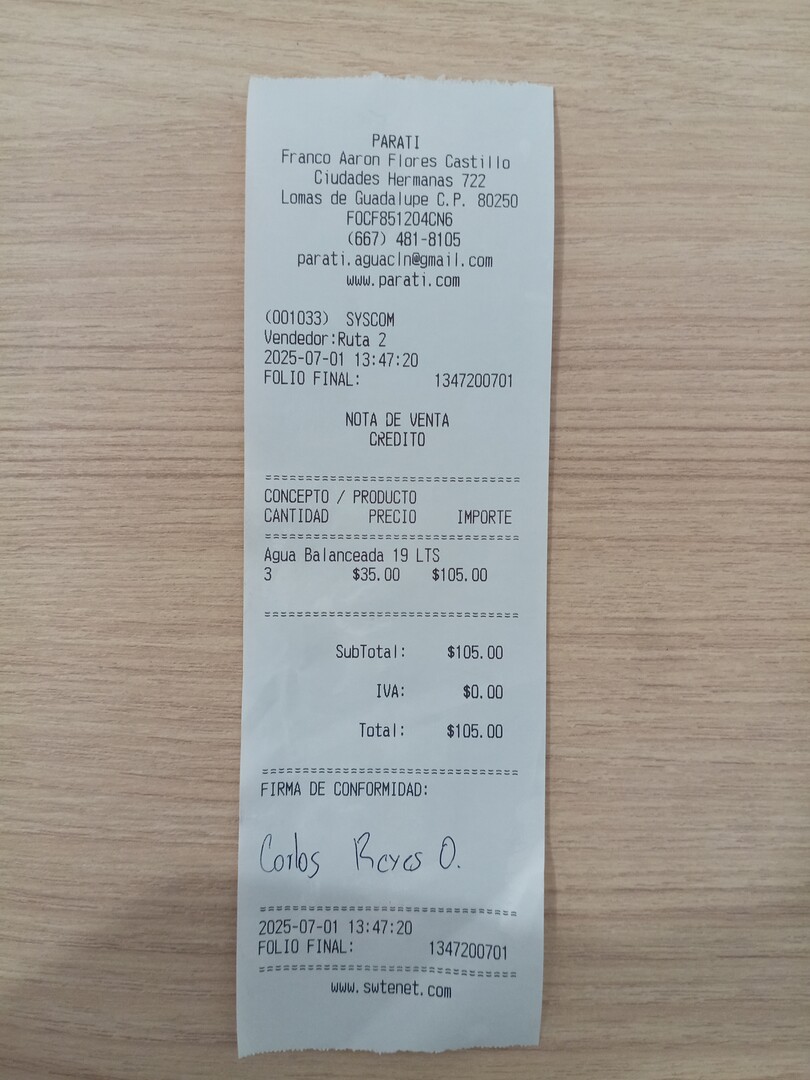 PARATI
Franco Aaron Flores Castillo
Ciudades Hermanas 722
Lomas de Guadalupe C.P. 80250
FOCF851204CN6
(667) 481-8105
parati.aguacln@gmail.com
www.parati.com
(001033) SYSCOM
Vendedor:Ruta 2
2025-07-01 13:47:20
FOLIO FINAL: 1347200701
NOTA DE VENTA
CREDITO
================================
CONCEPTO / PRODUCTO
CANTIDAD PRECIO IMPORTE
================================
Agua Balanceada 19 LTS
3 $35.00 $105.00
================================
SubTotal: $105.00
IVA: $0.00
Total: $105.00
================================
FIRMA DE CONFORMIDAD:
Carlos Reyes O.
================================
2025-07-01 13:47:20
FOLIO FINAL: 1347200701
================================
www.swtenet.com